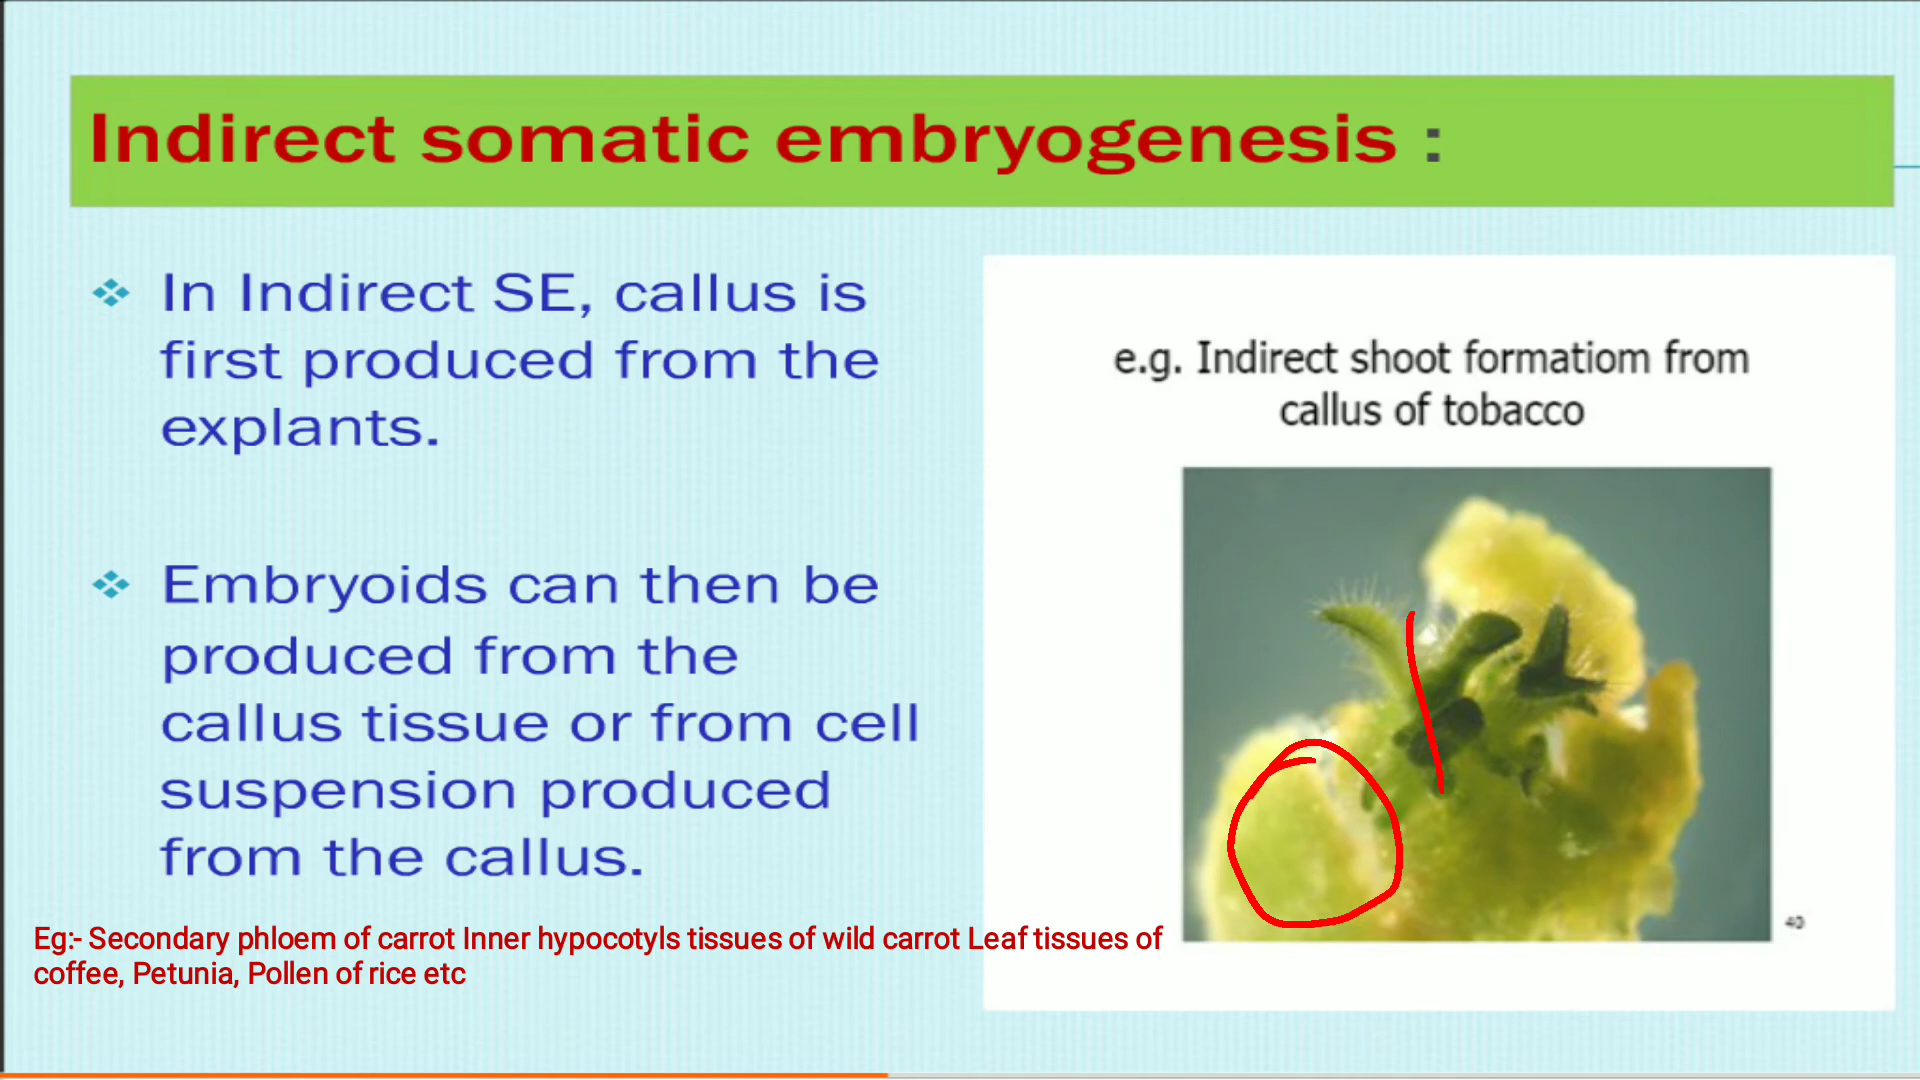 Indirect somatic embryogenesis :
In Indirect SE, callus is
first produced from the
explants.
Embryoids can then be
produced from the
callus tissue or from cell
suspension produced
from the callus.
e.g. Indirect shoot formatiom from
callus of tobacco
40
Eg:- Secondary phloem of carrot Inner hypocotyls tissues of wild carrot Leaf tissues of
coffee, Petunia, Pollen of rice etc